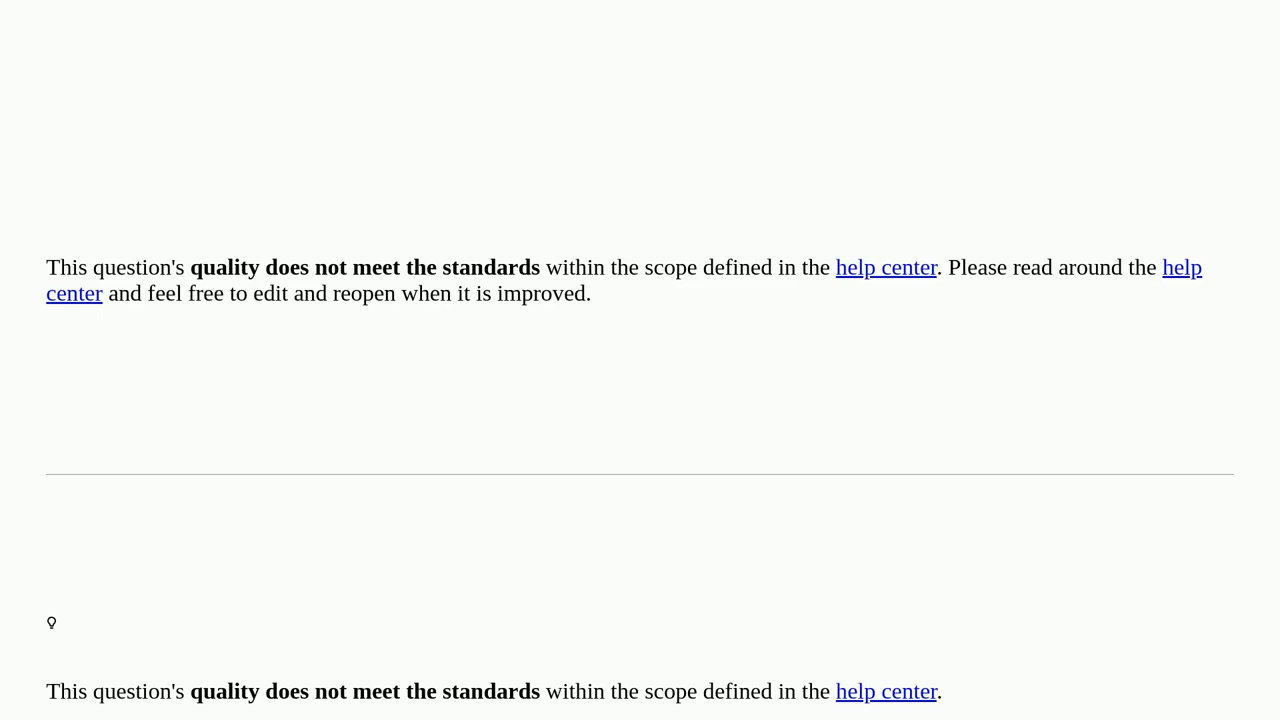 This question's quality does not meet the standards within the scope defined in the help center. Please read around the help
center and feel free to edit and reopen when it is improved.
This question's quality does not meet the standards within the scope defined in the help center.